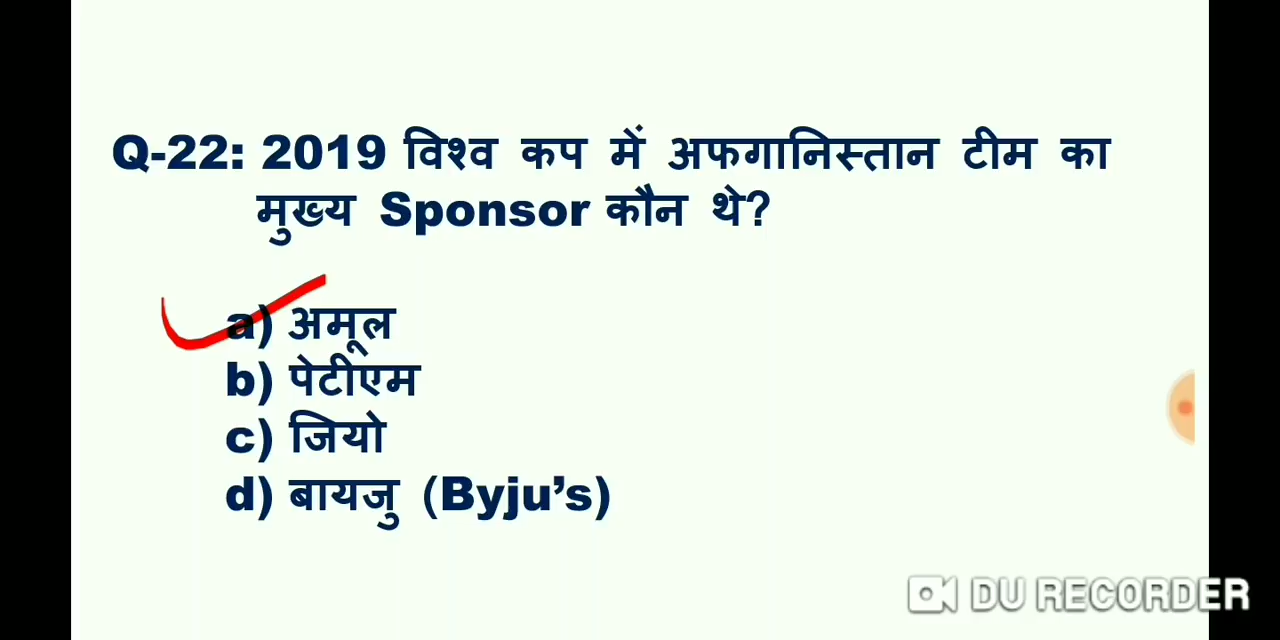 Q-22: 2019 विश्व कप में अफगानिस्तान टीम का
मुख्य Sponsor कौन थे?
a) अमूल
b) पेटीएम
c) जियो
d) बायजु (Byju’s)
DU RECORDER